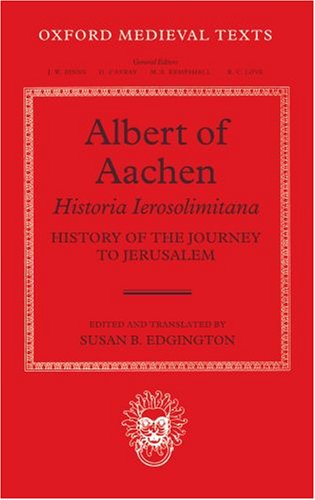 OXFORD MEDIEVAL TEXTS
General Editors
J. W. BINNS D. D'AVRAY M. S. KEMPSHALL R. C. LOVE
Albert of
Aachen
Historia Ierosolimitana
HISTORY OF THE JOURNEY
TO JERUSALEM
EDITED AND TRANSLATED BY
SUSAN B. EDGINGTON